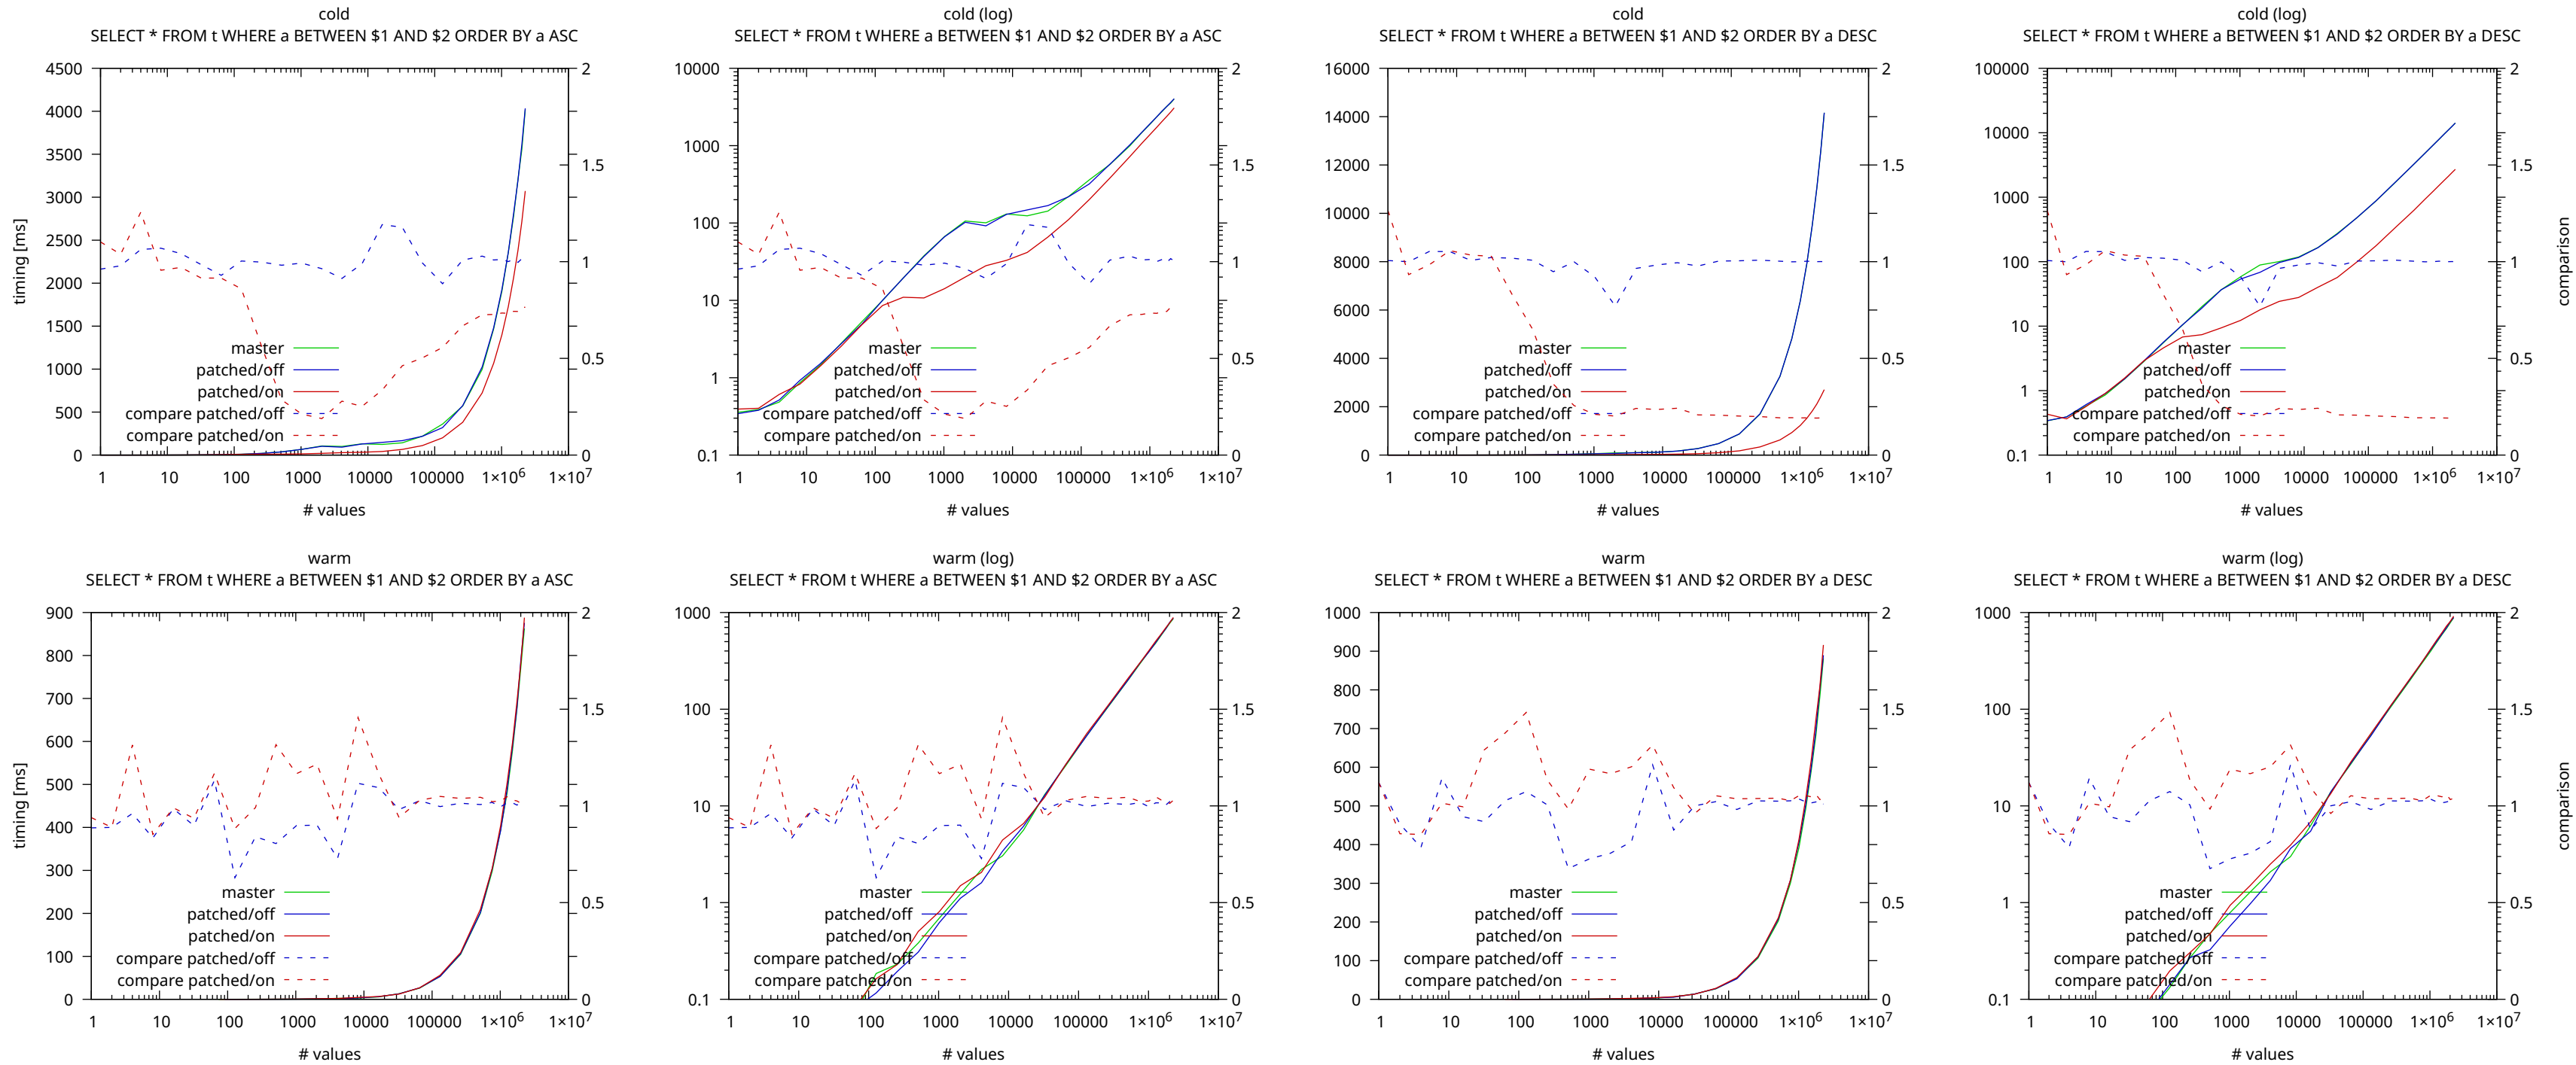 cold
SELECT * FROM t WHERE a BETWEEN $1 AND $2 ORDER BY a ASC
4500
4000
3500
3000
2500
2000
1500
1000
500
0
timing [ms]
2
1.5
1
0.5
0
master
patched/off
patched/on
compare patched/off
compare patched/on
1 10 100 1000 10000 100000 1×10⁶ 1×10⁷
# values
cold (log)
SELECT * FROM t WHERE a BETWEEN $1 AND $2 ORDER BY a ASC
10000
1000
100
10
1
0.1
2
1.5
1
0.5
0
master
patched/off
patched/on
compare patched/off
compare patched/on
1 10 100 1000 10000 100000 1×10⁶ 1×10⁷
# values
cold
SELECT * FROM t WHERE a BETWEEN $1 AND $2 ORDER BY a DESC
16000
14000
12000
10000
8000
6000
4000
2000
0
2
1.5
1
0.5
0
master
patched/off
patched/on
compare patched/off
compare patched/on
1 10 100 1000 10000 100000 1×10⁶ 1×10⁷
# values
cold (log)
SELECT * FROM t WHERE a BETWEEN $1 AND $2 ORDER BY a DESC
100000
10000
1000
100
10
1
0.1
2
1.5
1
0.5
0
comparison
master
patched/off
patched/on
compare patched/off
compare patched/on
1 10 100 1000 10000 100000 1×10⁶ 1×10⁷
# values
warm
SELECT * FROM t WHERE a BETWEEN $1 AND $2 ORDER BY a ASC
900
800
700
600
500
400
300
200
100
0
timing [ms]
2
1.5
1
0.5
0
master
patched/off
patched/on
compare patched/off
compare patched/on
1 10 100 1000 10000 100000 1×10⁶ 1×10⁷
# values
warm (log)
SELECT * FROM t WHERE a BETWEEN $1 AND $2 ORDER BY a ASC
1000
100
10
1
0.1
2
1.5
1
0.5
0
master
patched/off
patched/on
compare patched/off
compare patched/on
1 10 100 1000 10000 100000 1×10⁶ 1×10⁷
# values
warm
SELECT * FROM t WHERE a BETWEEN $1 AND $2 ORDER BY a DESC
1000
900
800
700
600
500
400
300
200
100
0
2
1.5
1
0.5
0
master
patched/off
patched/on
compare patched/off
compare patched/on
1 10 100 1000 10000 100000 1×10⁶ 1×10⁷
# values
warm (log)
SELECT * FROM t WHERE a BETWEEN $1 AND $2 ORDER BY a DESC
1000
100
10
1
0.1
2
1.5
1
0.5
0
comparison
master
patched/off
patched/on
compare patched/off
compare patched/on
1 10 100 1000 10000 100000 1×10⁶ 1×10⁷
# values